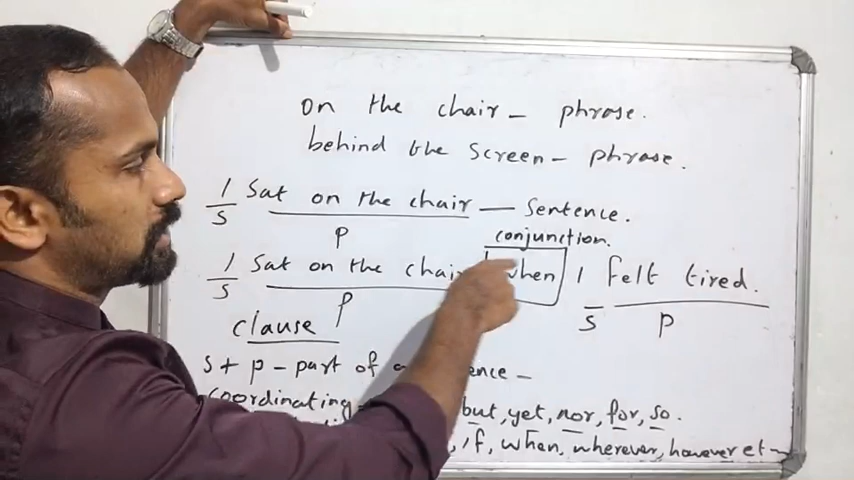 on the chair – phrase.
behind the screen – phrase.
I sat on the chair — Sentence.
S P
conjunction.
I sat on the chair when I felt tired.
S P S P
clause
S + P – part of a –
coordinating but, yet, nor, for, so.
, if, when, wherever, however et